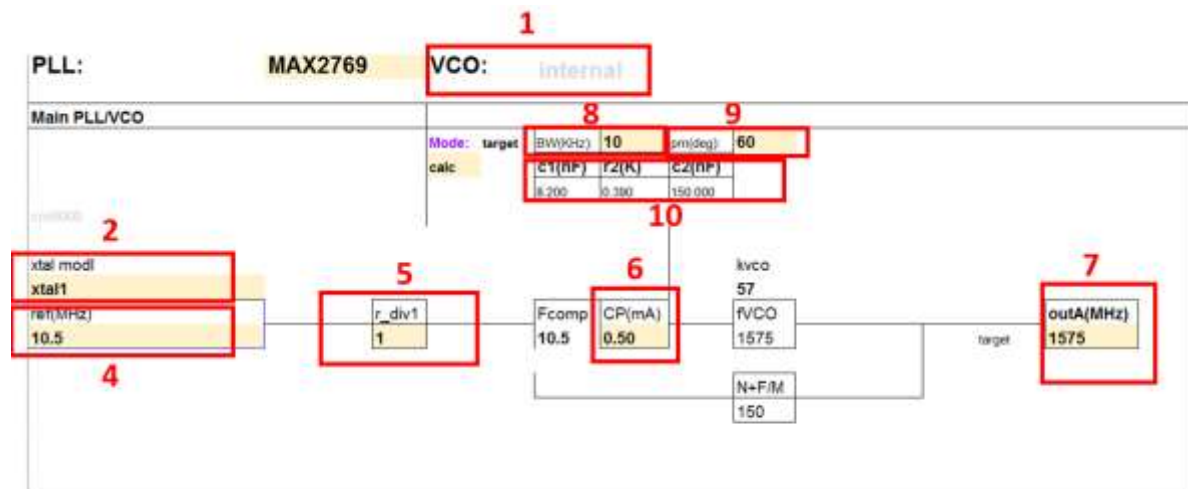 1
PLL: MAX2769 VCO: internal
Main PLL/VCO
8 9
Mode: target BW(KHz) 10 pm(deg) 60
calc c1(nF) r2(K) c2(nF)
8.200 0.390 150.000
10
2
xtal modl
xtal1
5 6 kvco 7
57
ref(MHz) r_div1 Fcomp CP(mA) fVCO outA(MHz)
10.5 1 10.5 0.50 1575 target 1575
4
N+F/M
150